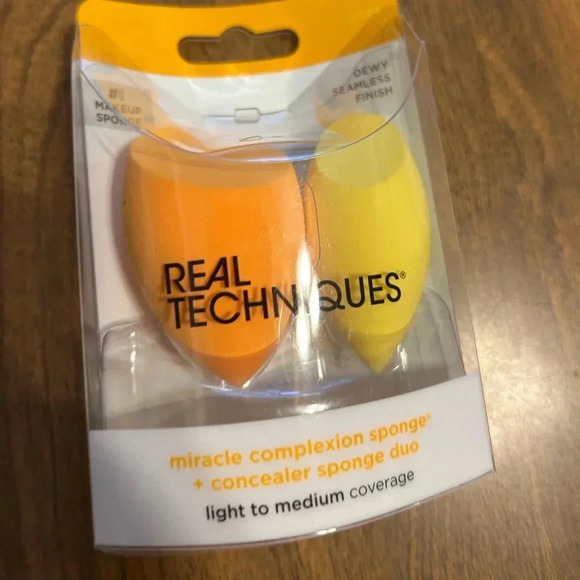 #1
MAKEUP
SPONGE
DEWY
SEAMLESS
FINISH
REAL
TECHNIQUES®
miracle complexion sponge®
+ concealer sponge duo
light to medium coverage